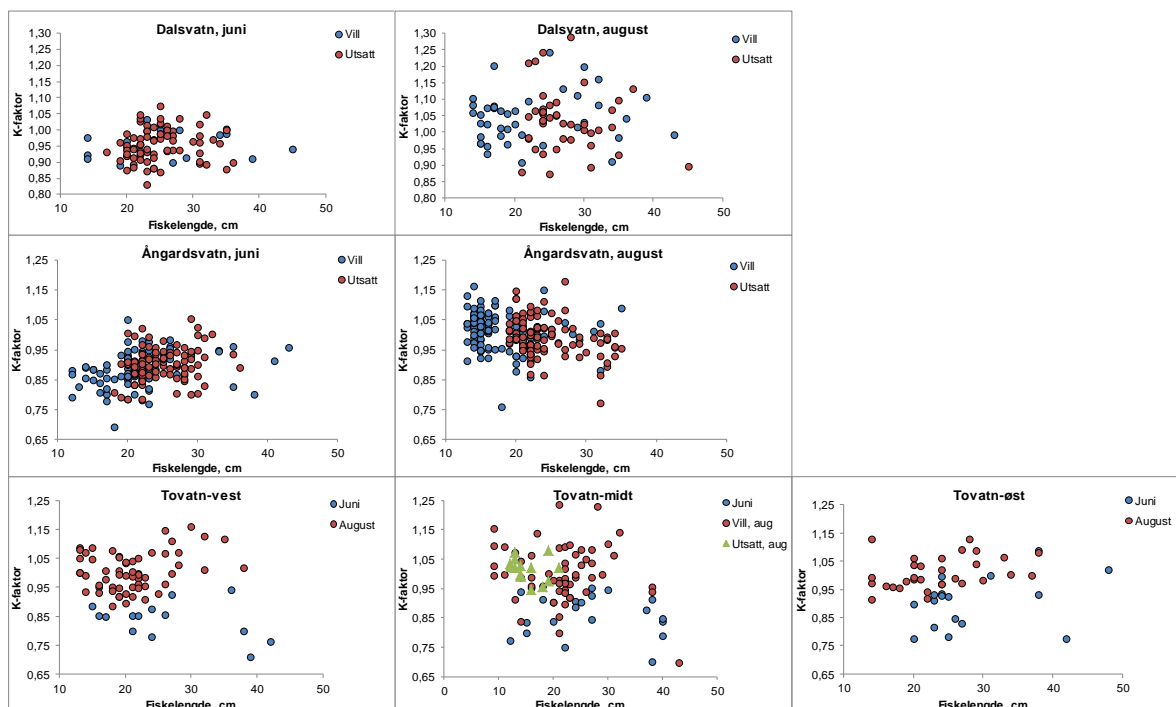 Dalsvatn, juni
Vill
Utsatt
K-faktor
1,30
1,25
1,20
1,15
1,10
1,05
1,00
0,95
0,90
0,85
0,80
10 20 30 40 50
Fiskelengde, cm
Dalsvatn, august
Vill
Utsatt
K-faktor
1,30
1,25
1,20
1,15
1,10
1,05
1,00
0,95
0,90
0,85
0,80
10 20 30 40 50
Fiskelengde, cm
Ångardsvatn, juni
Vill
Utsatt
K-faktor
1,25
1,15
1,05
0,95
0,85
0,75
0,65
10 20 30 40 50
Fiskelengde, cm
Ångardsvatn, august
Vill
Utsatt
K-faktor
1,25
1,15
1,05
0,95
0,85
0,75
0,65
10 20 30 40 50
Fiskelengde, cm
Tovatn-vest
Juni
August
K-faktor
1,25
1,15
1,05
0,95
0,85
0,75
0,65
10 20 30 40 50
Fiskelengde, cm
Tovatn-midt
Juni
Vill, aug
Utsatt, aug
K-faktor
1,25
1,15
1,05
0,95
0,85
0,75
0,65
0 10 20 30 40 50
Fiskelengde, cm
Tovatn-øst
Juni
August
K-faktor
1,25
1,15
1,05
0,95
0,85
0,75
0,65
10 20 30 40 50
Fiskelengde, cm